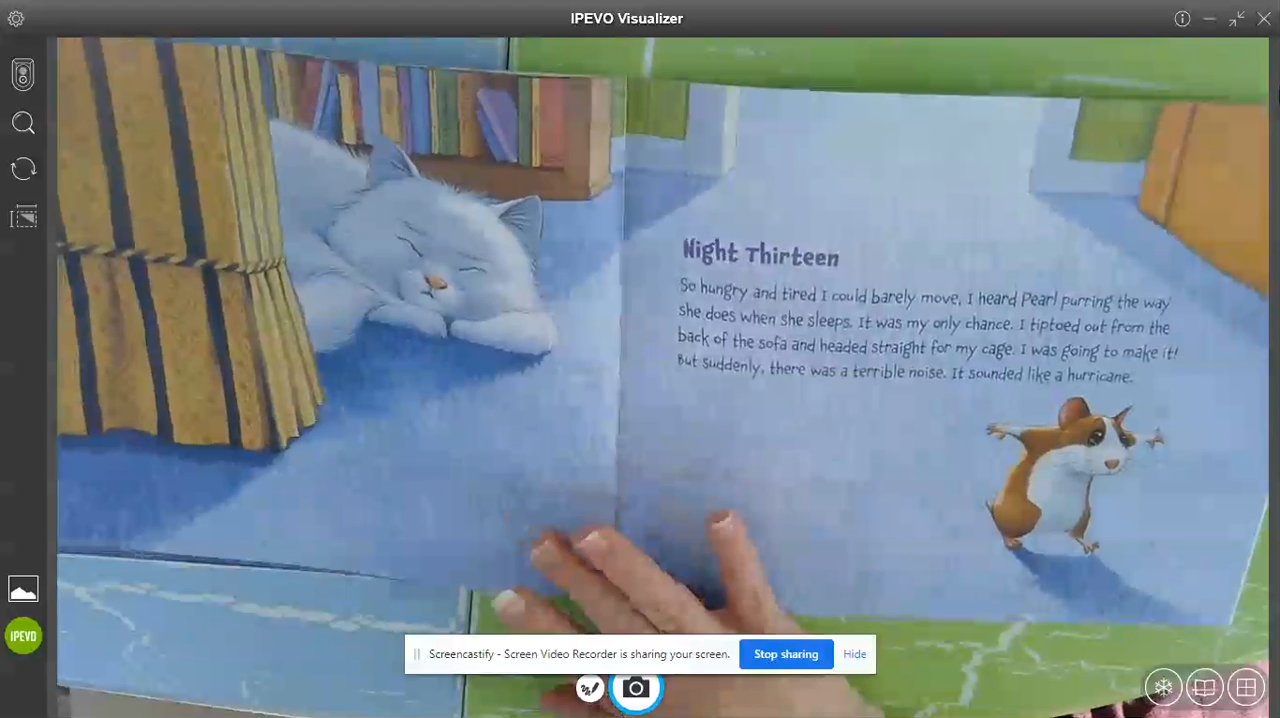 IPEVO Visualizer
Night Thirteen
So hungry and tired I could barely move, I heard Pearl purring the way
she does when she sleeps. It was my only chance. I tiptoed out from the
back of the sofa and headed straight for my cage. I was going to make it!
But suddenly, there was a terrible noise. It sounded like a hurricane.
IPEVO
Screencastify - Screen Video Recorder is sharing your screen.
Stop sharing
Hide